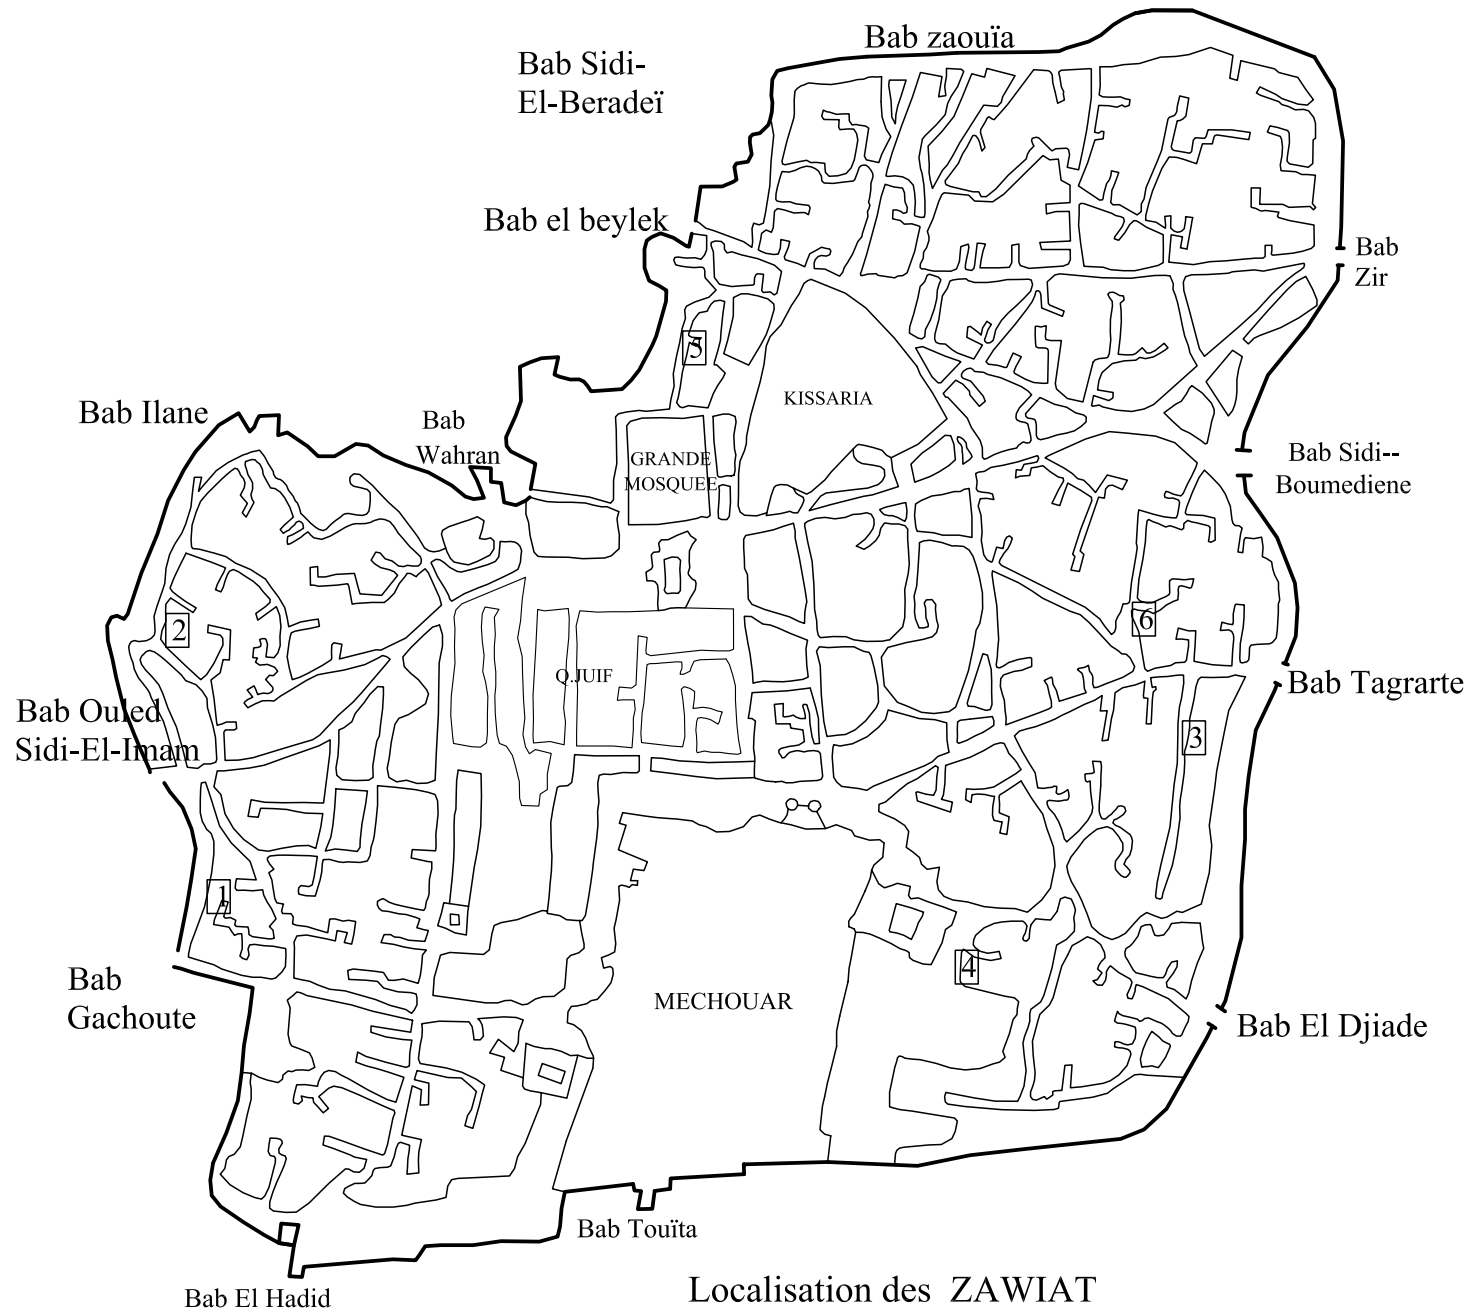 Bab zaouïa
Bab Sidi-
El-Beradeï
Bab el beylek
Bab
Zir
5
KISSARIA
Bab Ilane
Bab
Wahran
GRANDE
MOSQUEE
Bab Sidi--
Boumediene
2
6
Q.JUIF
Bab Tagrarte
Bab Ouled
Sidi-El-Imam
3
1
4
Bab
Gachoute
MECHOUAR
Bab El Djiade
Bab Touïta
Bab El Hadid
Localisation des ZAWIAT